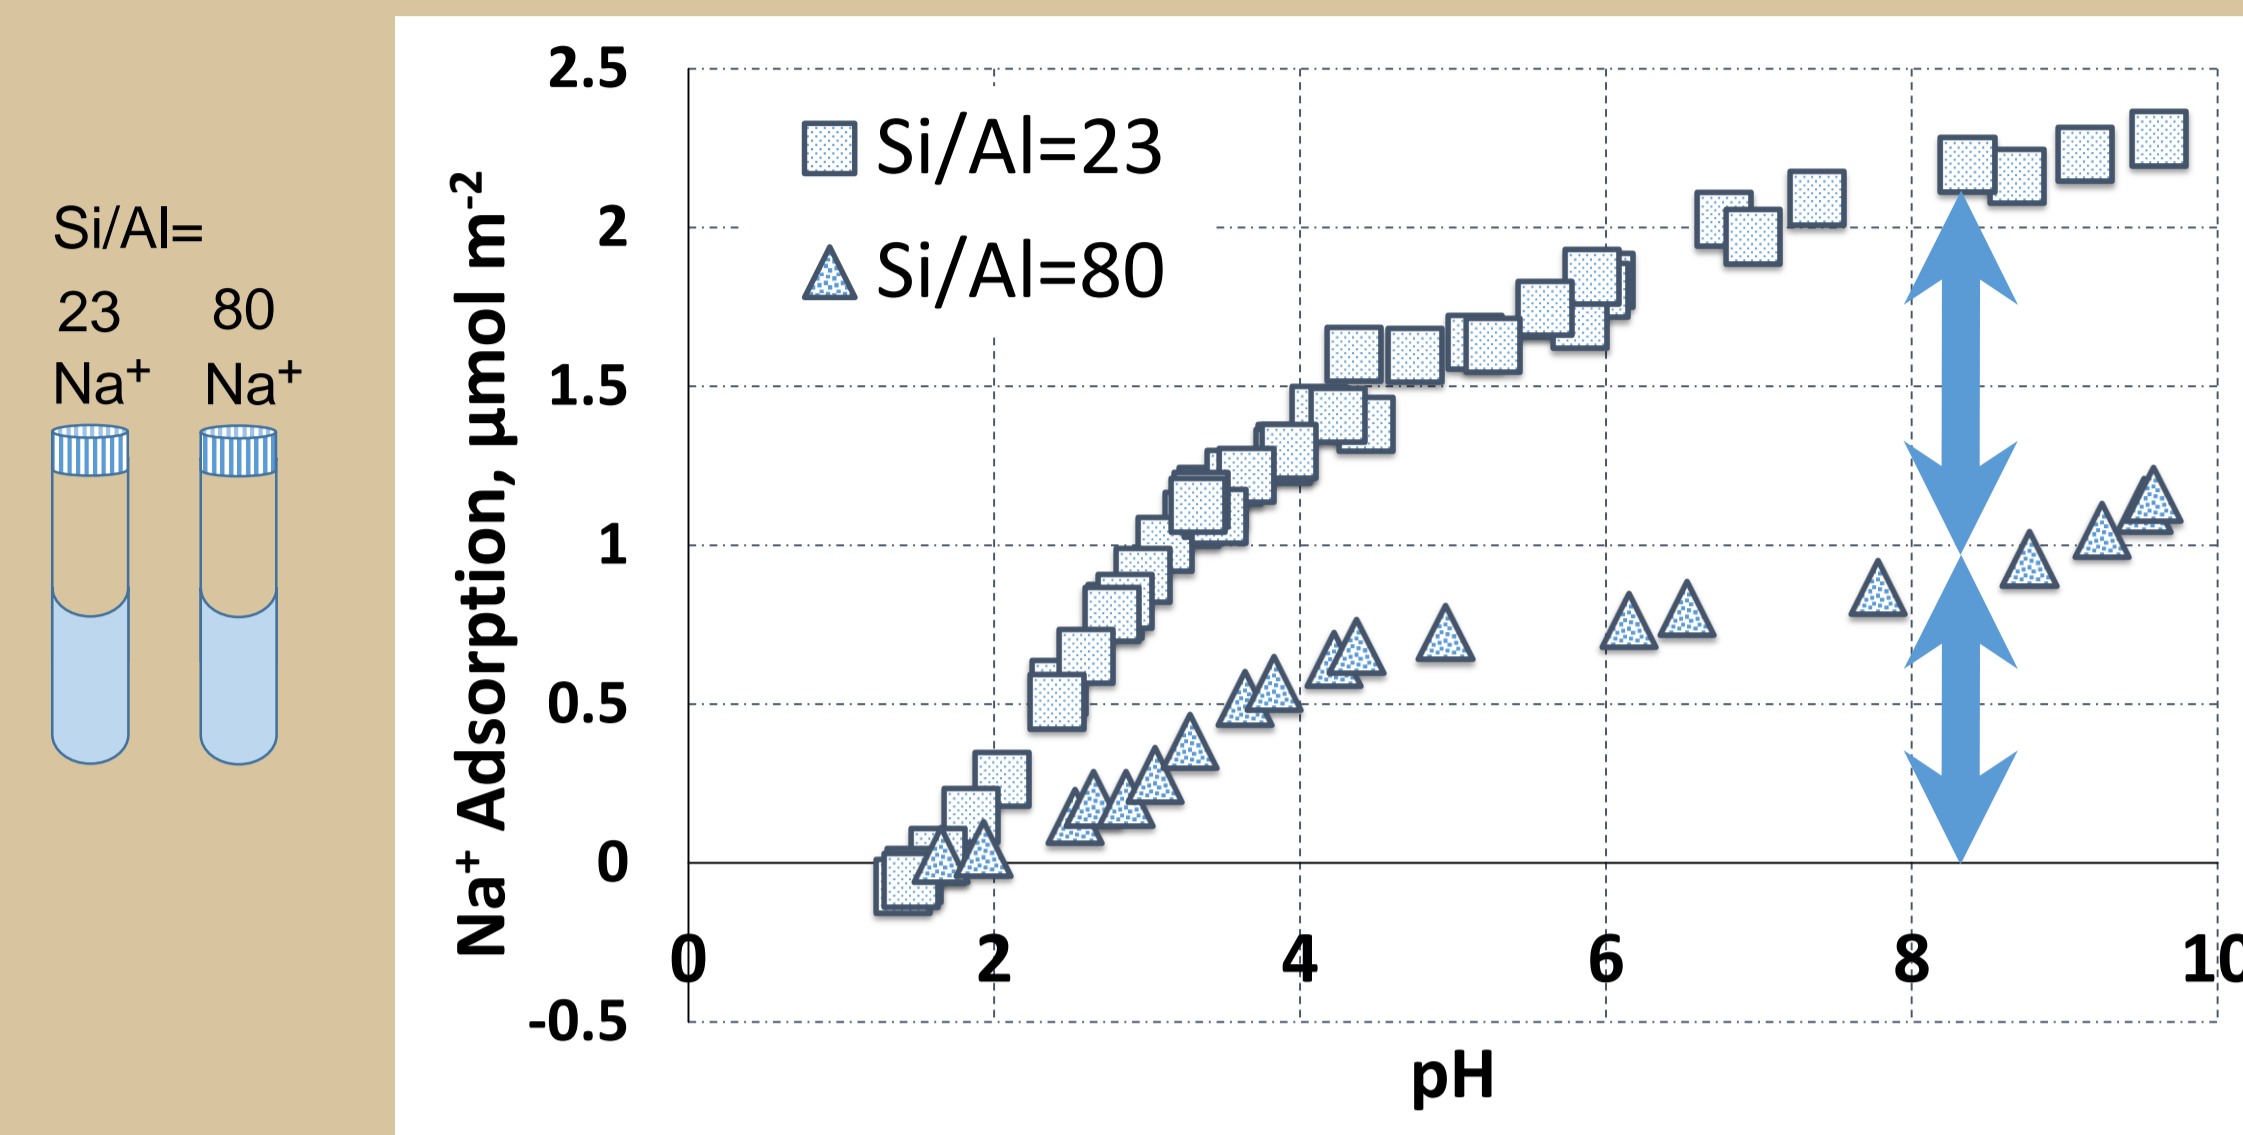 Si/Al=
23 80
Na⁺ Na⁺
Na⁺ Adsorption, µmol m⁻²
2.5
2
1.5
1
0.5
0
-0.5
Si/Al=23
Si/Al=80
0 2 4 6 8 10
pH